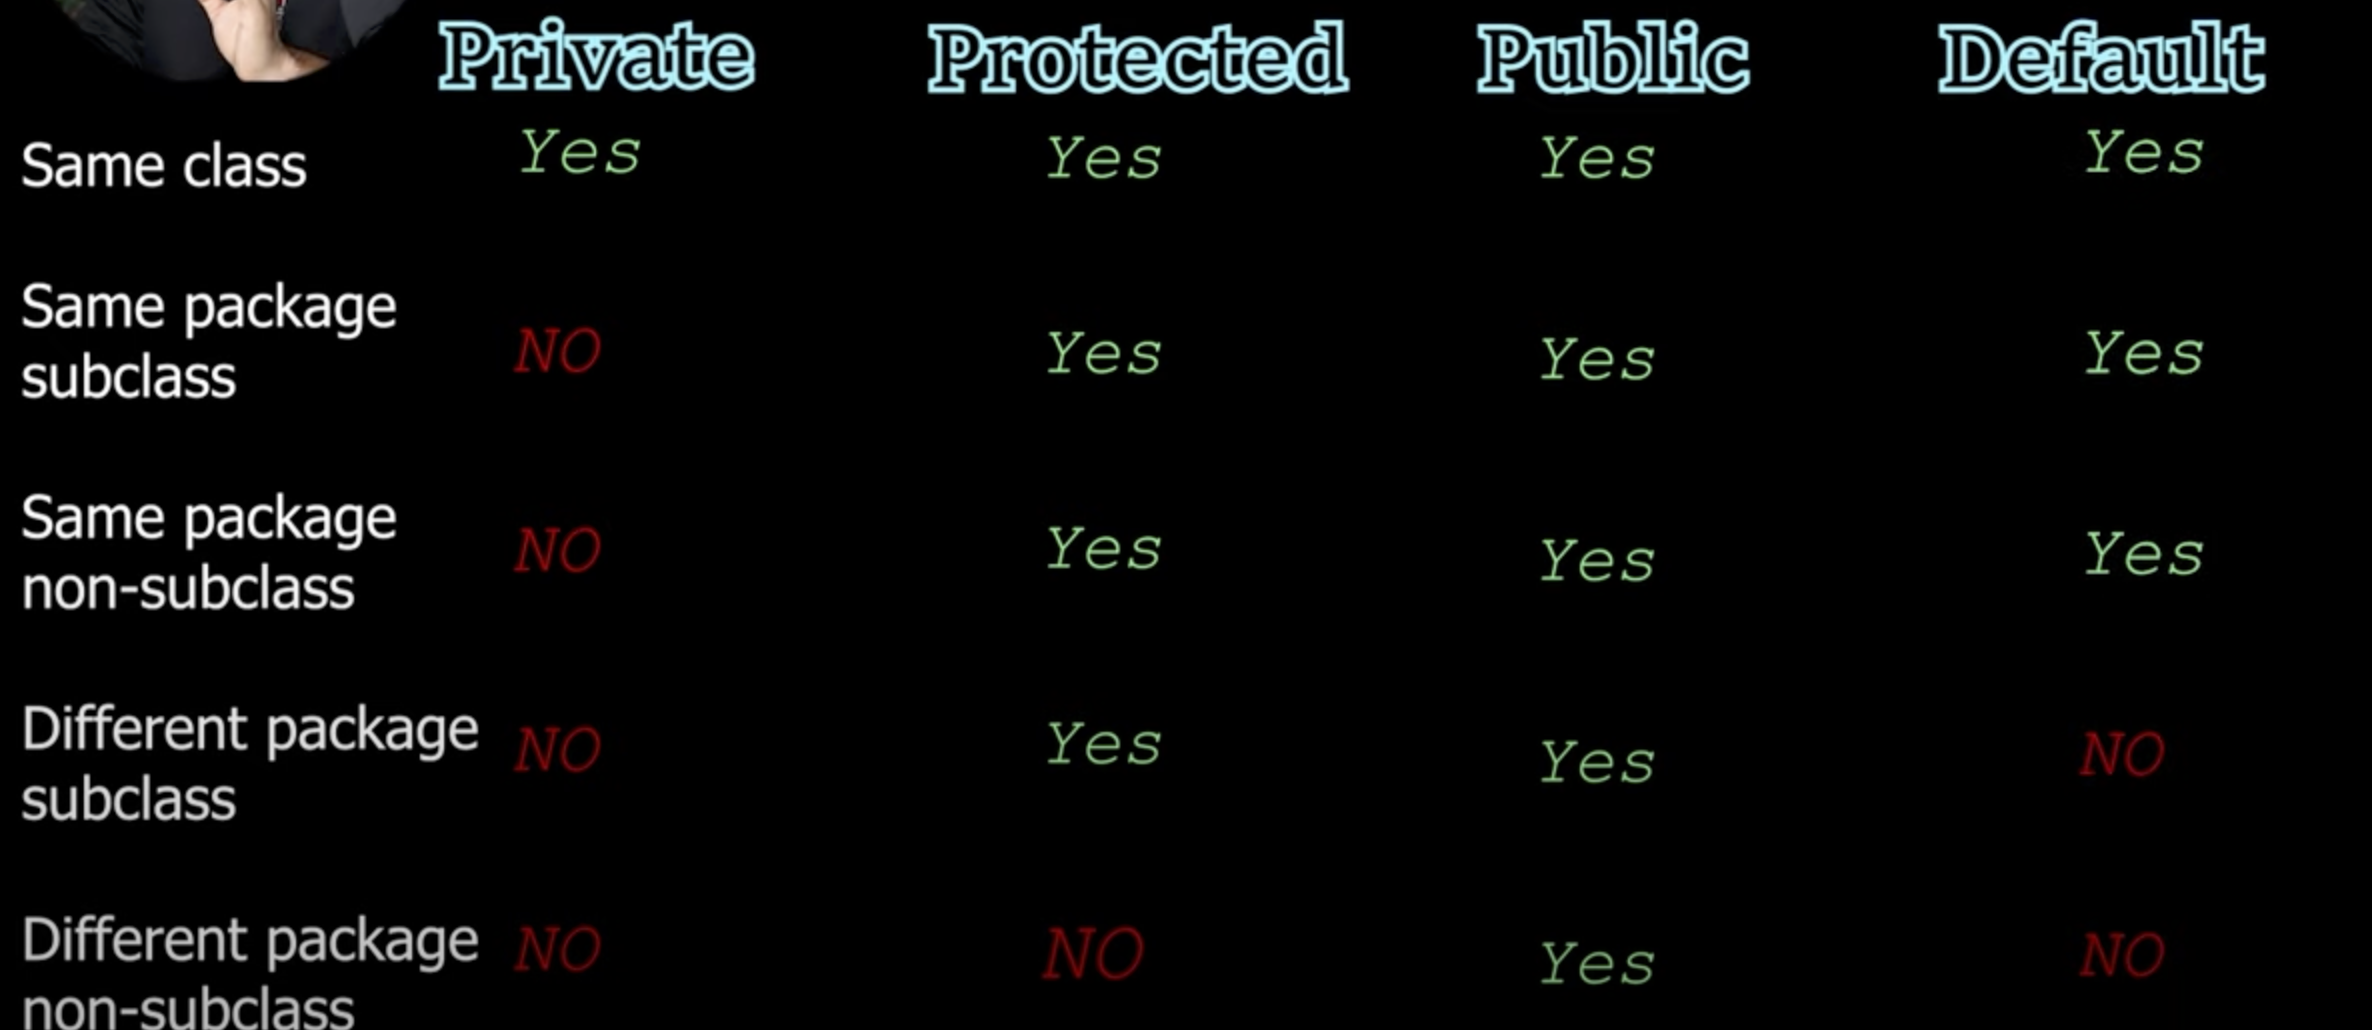 Private Protected Public Default
Same class Yes Yes Yes Yes
Same package
subclass NO Yes Yes Yes
Same package
non-subclass NO Yes Yes Yes
Different package
subclass NO Yes Yes NO
Different package
non-subclass NO NO Yes NO